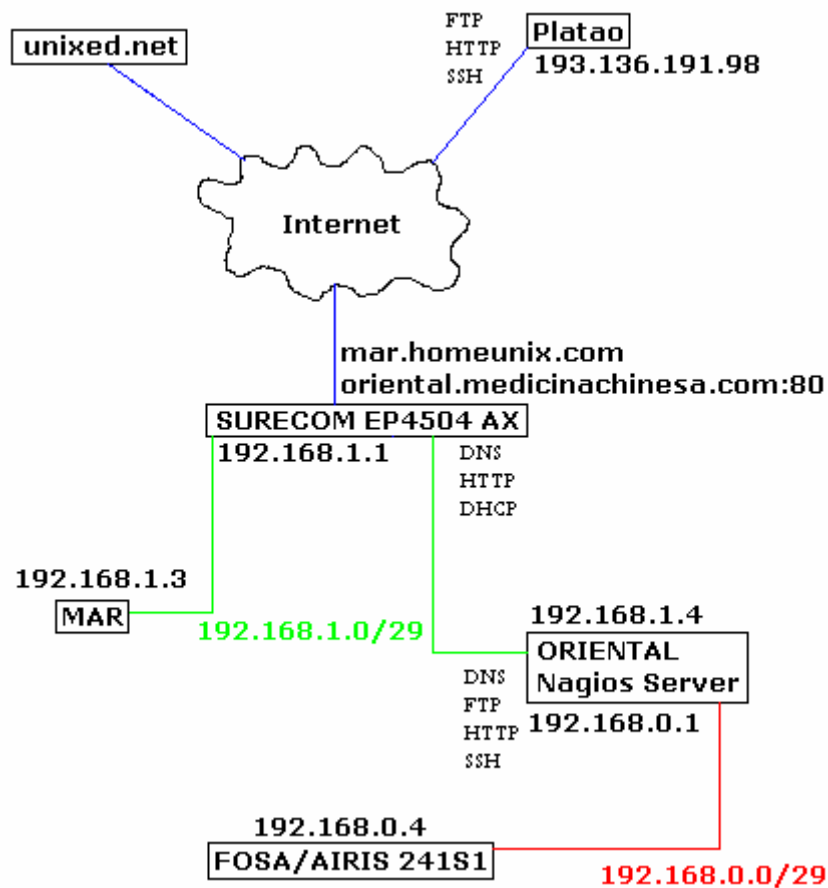 FTP
HTTP
SSH
unixed.net
Platao
193.136.191.98
Internet
mar.homeunix.com
oriental.medicinachinesa.com:80
SURECOM EP4504 AX
192.168.1.1
DNS
HTTP
DHCP
192.168.1.3
MAR
192.168.1.0/29
192.168.1.4
ORIENTAL
Nagios Server
DNS
FTP
HTTP
SSH
192.168.0.1
192.168.0.4
FOSA/AIRIS 241S1
192.168.0.0/29